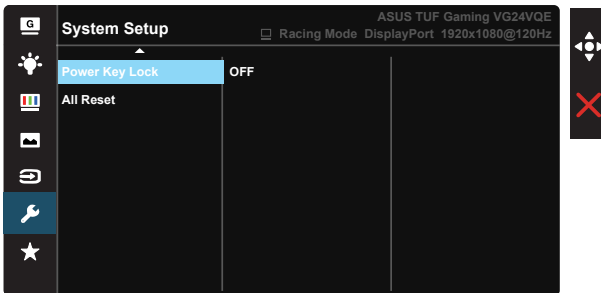 G
System Setup
ASUS TUF Gaming VG24VQE
Racing Mode DisplayPort 1920x1080@120Hz
Power Key Lock OFF
All Reset